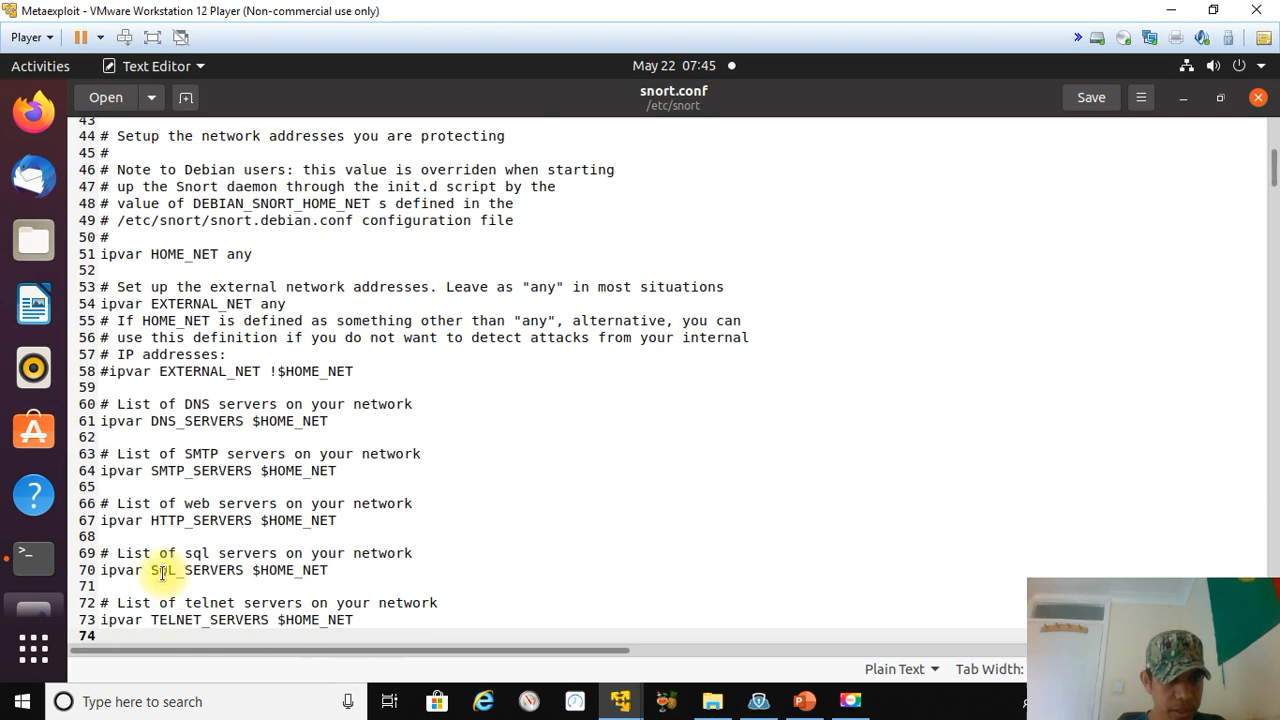 Metaexploit - VMware Workstation 12 Player (Non-commercial use only)
Player
Activities
Text Editor
May 22 07:45
Open
snort.conf
/etc/snort
Save
43
44 # Setup the network addresses you are protecting
45 #
46 # Note to Debian users: this value is overriden when starting
47 # up the Snort daemon through the init.d script by the
48 # value of DEBIAN_SNORT_HOME_NET s defined in the
49 # /etc/snort/snort.debian.conf configuration file
50 #
51 ipvar HOME_NET any
52
53 # Set up the external network addresses. Leave as "any" in most situations
54 ipvar EXTERNAL_NET any
55 # If HOME_NET is defined as something other than "any", alternative, you can
56 # use this definition if you do not want to detect attacks from your internal
57 # IP addresses:
58 #ipvar EXTERNAL_NET !$HOME_NET
59
60 # List of DNS servers on your network
61 ipvar DNS_SERVERS $HOME_NET
62
63 # List of SMTP servers on your network
64 ipvar SMTP_SERVERS $HOME_NET
65
66 # List of web servers on your network
67 ipvar HTTP_SERVERS $HOME_NET
68
69 # List of sql servers on your network
70 ipvar SQL_SERVERS $HOME_NET
71
72 # List of telnet servers on your network
73 ipvar TELNET_SERVERS $HOME_NET
74
Plain Text
Tab Width:
Type here to search